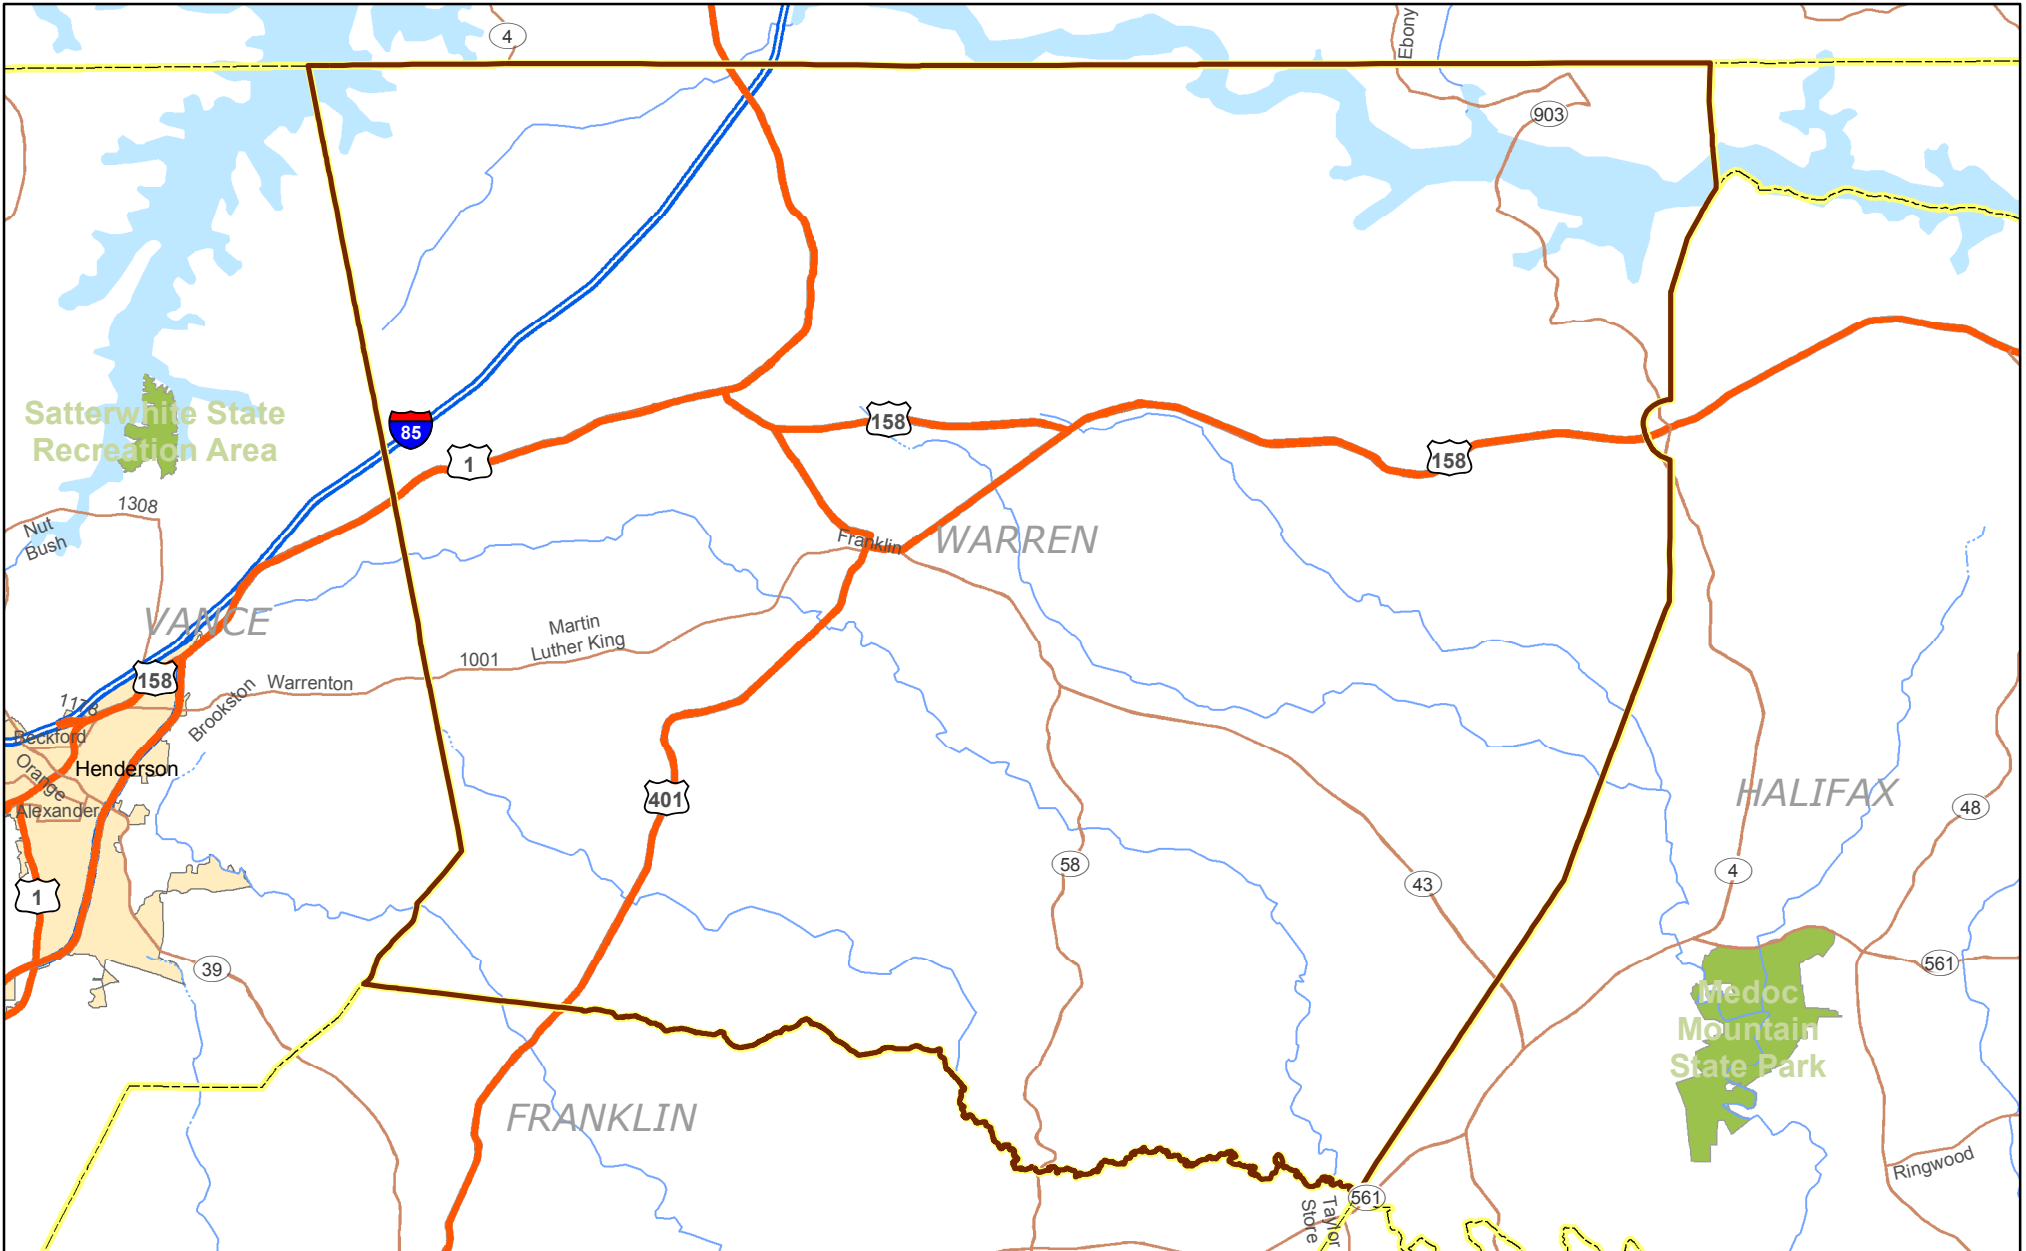 4
Ebony
903
Satterwhite State
Recreation Area
85
1
158
158
1308
Nut
Bush
Franklin
WARREN
VANCE
Martin
Luther King
1001
158
Warrenton
1178
Brookston
Beckford
Henderson
Orange
Alexander
401
HALIFAX
48
58
43
4
1
39
561
Medoc
Mountain
State Park
FRANKLIN
Ringwood
561
Taylor
Store